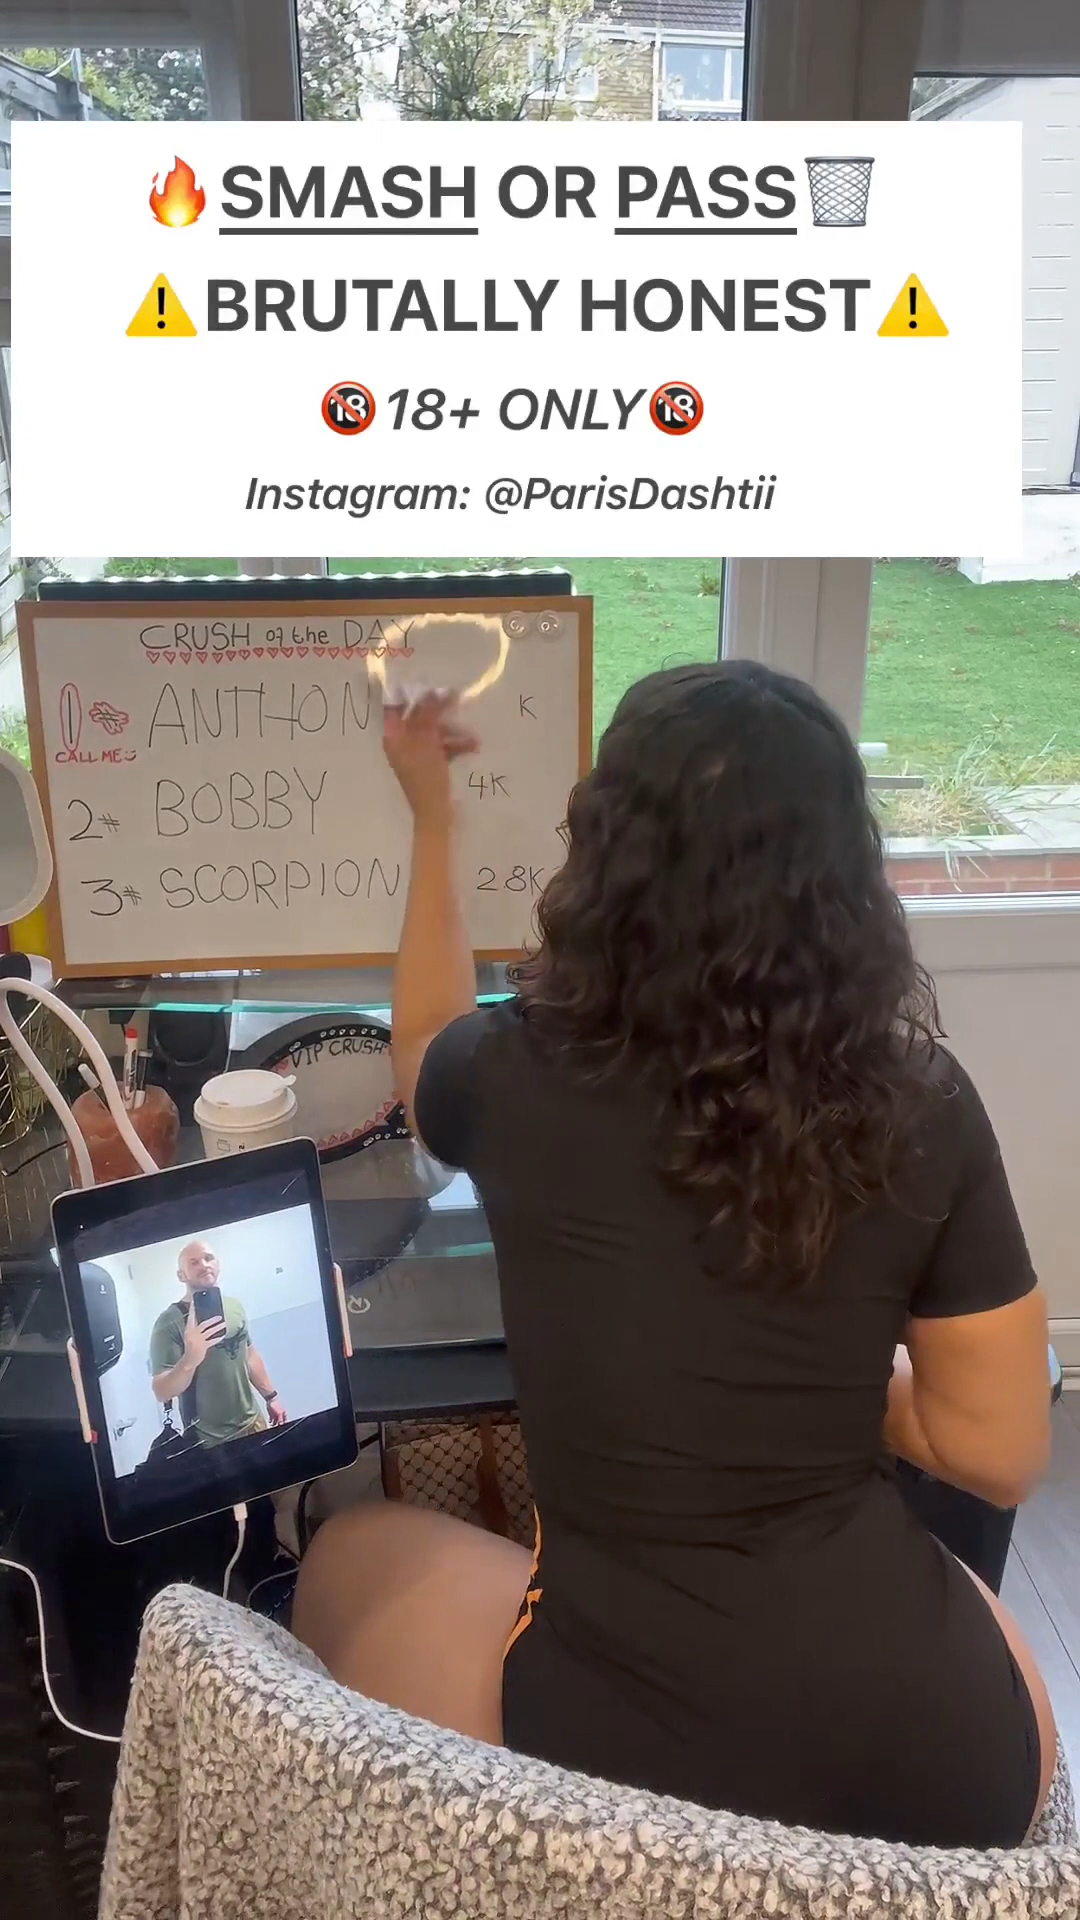 🔥SMASH OR PASS🗑️
⚠️BRUTALLY HONEST⚠️
🔞18+ ONLY🔞
Instagram: @ParisDashtii
CRUSH of the DAY
1# ANTHON K
CALL ME
2# BOBBY 4K
3# SCORPION 28K
VIP CRUSH